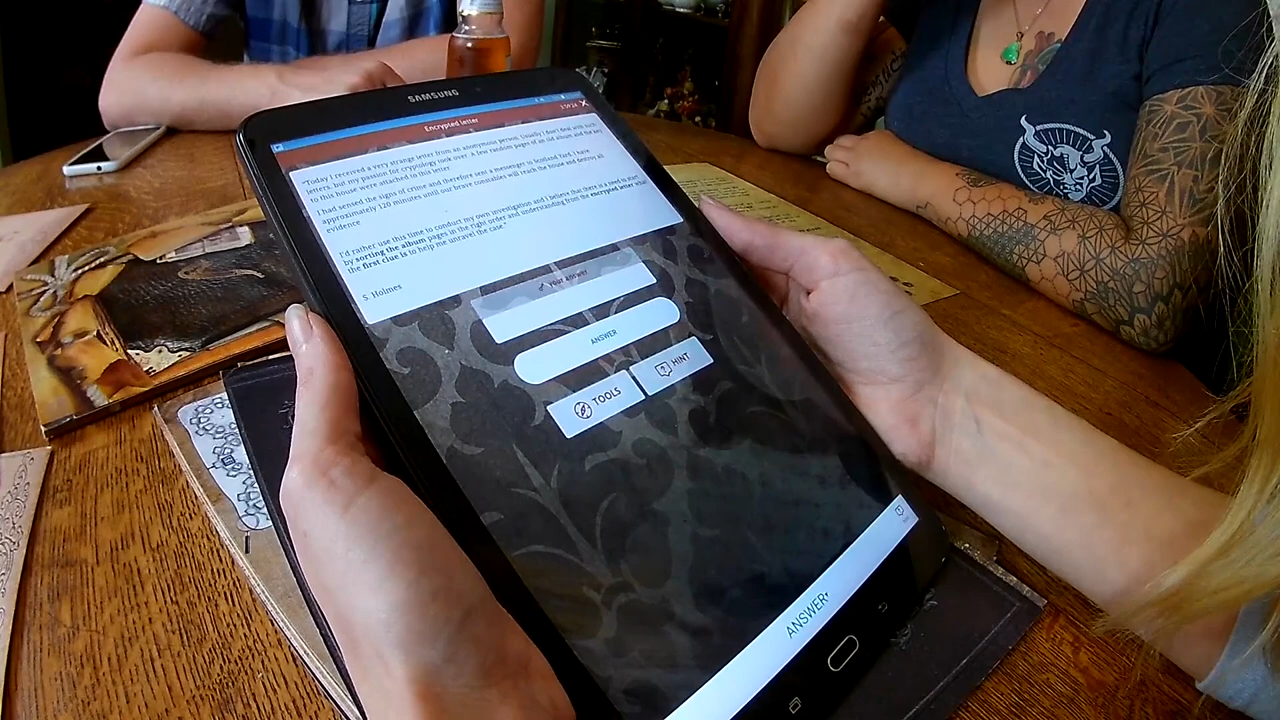 SAMSUNG
Encrypted letter
"Today I received a very strange letter from an anonymous person. Usually I don't deal with such
letters, but my passion for cryptology took over. A few random pages of an old album and the key
to this house were attached in this letter.
I had sensed the signs of crime and therefore sent a messenger to Scotland Yard. I have
approximately 120 minutes until our brave constables will reach the house and destroy all
evidence
I'd rather use this time to conduct my own investigation and I believe that there is a need to start
by sorting the album pages in the right order and understanding from the encrypted letter what
the first clue is to help me unravel the case."
S. Holmes
YOUR ANSWER
ANSWER
TOOLS
HINT
ANSWER